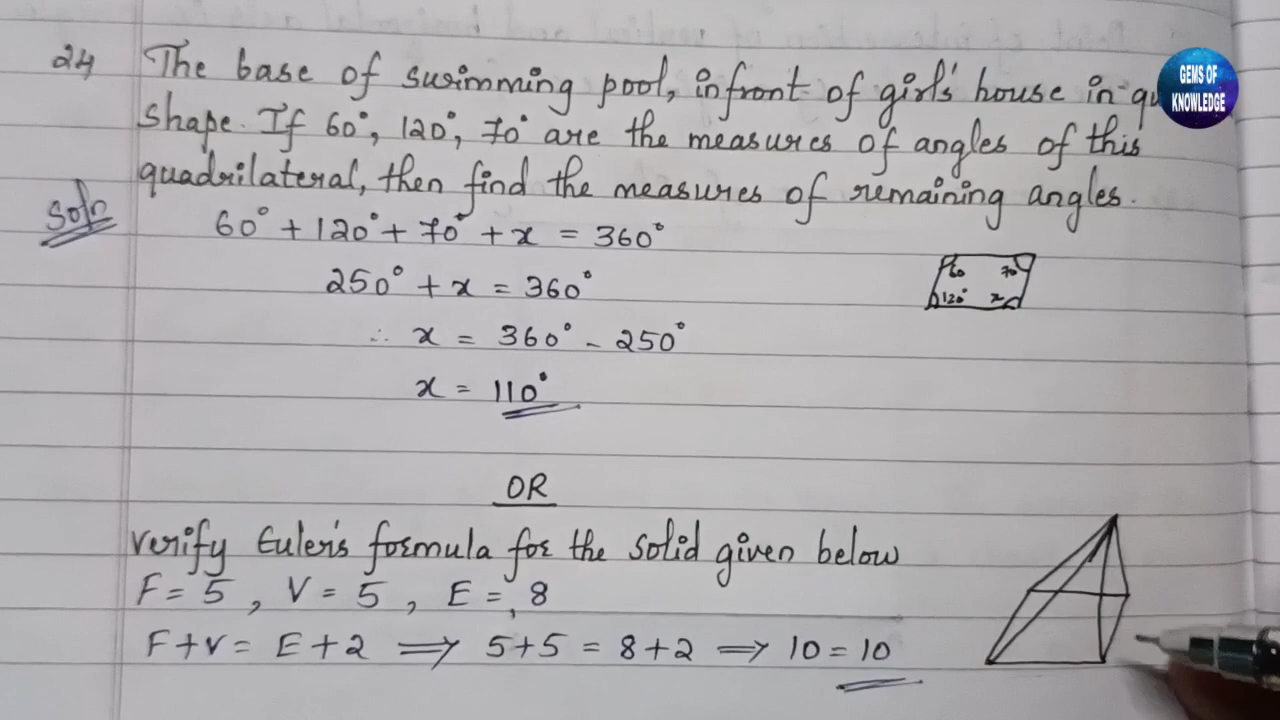 24 The base of swimming pool, infront of girl's house in
GEMS OF
KNOWLEDGE
shape. If 60°, 120°, 70° are the measures of angles of this
quadrilateral, then find the measures of remaining angles.
Soln
60° + 120° + 70° + x = 360°
250° + x = 360°
60 70°
120° x
∴ x = 360° - 250°
x = 110°
OR
Verify Euler's formula for the solid given below
F = 5, V = 5, E = 8
F+V = E+2 ⟹ 5+5 = 8+2 ⟹ 10 = 10